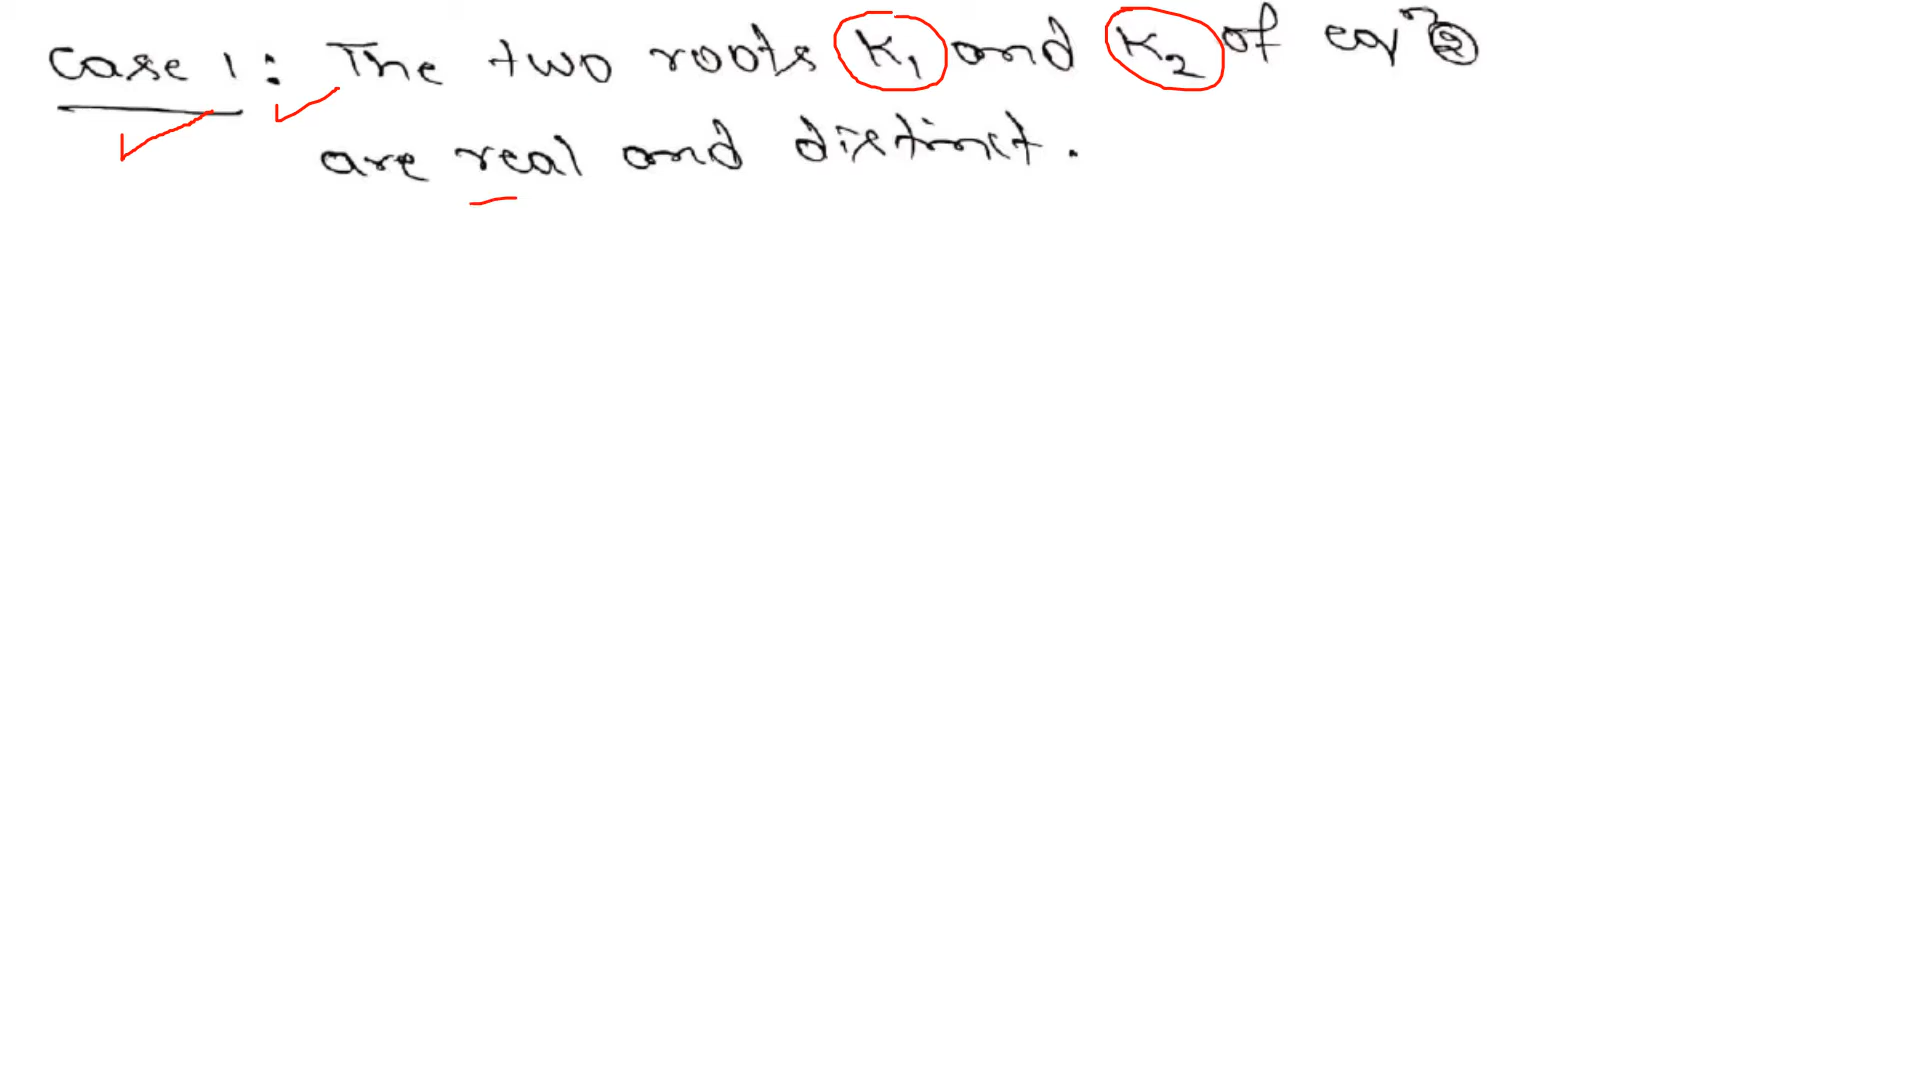 Case 1: The two roots K₁ and K₂ of eqⁿ ②
are real and distinct.